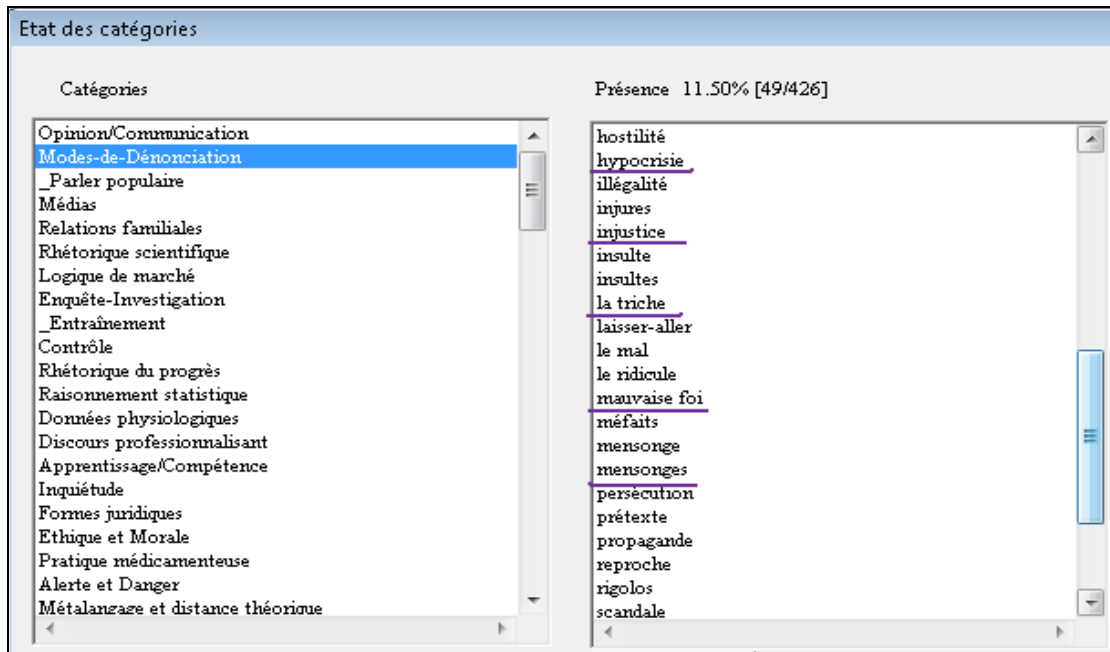 Etat des catégories
Catégories
Opinion/Communication
Modes-de-Dénonciation
_Parler populaire
Médias
Relations familiales
Rhétorique scientifique
Logique de marché
Enquête-Investigation
_Entraînement
Contrôle
Rhétorique du progrès
Raisonnement statistique
Données physiologiques
Discours professionnalisant
Apprentissage/Compétence
Inquiétude
Formes juridiques
Ethique et Morale
Pratique médicamenteuse
Alerte et Danger
Métalangage et distance théorique
Présence 11.50% [49/426]
hostilité
hypocrisie
illégalité
injures
injustice
insulte
insultes
la triche
laisser-aller
le mal
le ridicule
mauvaise foi
méfaits
mensonge
mensonges
persécution
prétexte
propagande
reproche
rigolos
scandale